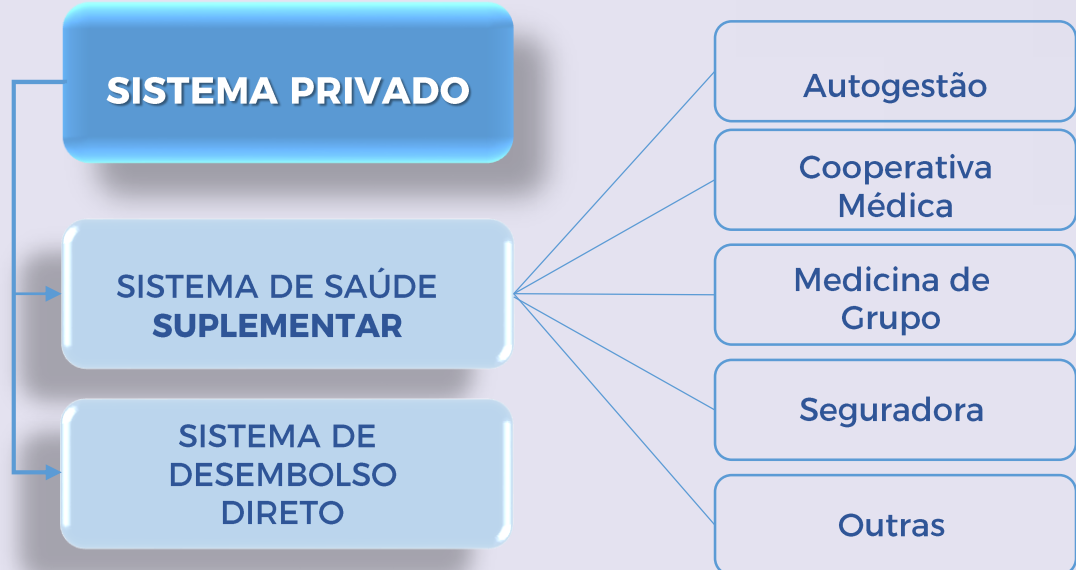 SISTEMA PRIVADO
SISTEMA DE SAÚDE
SUPLEMENTAR
SISTEMA DE
DESEMBOLSO
DIRETO
Autogestão
Cooperativa
Médica
Medicina de
Grupo
Seguradora
Outras